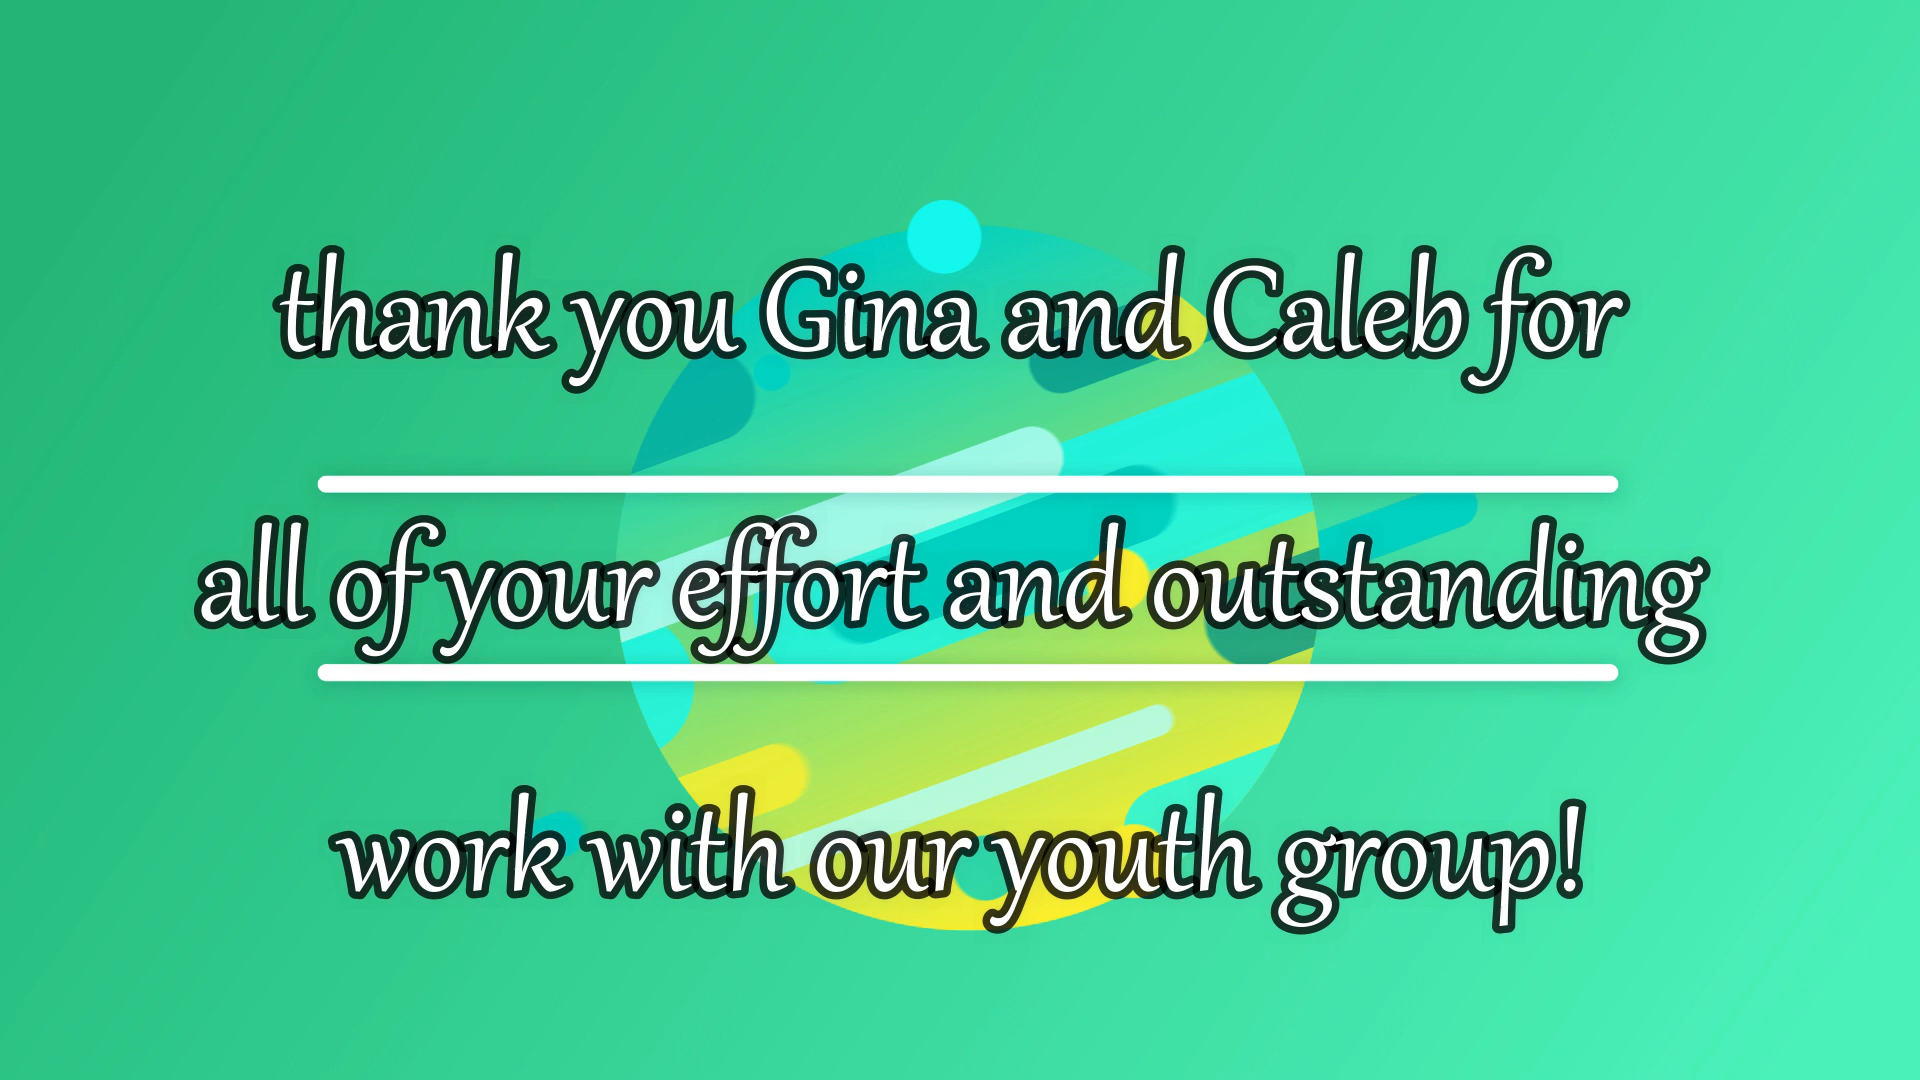 thank you Gina and Caleb for
all of your effort and outstanding
work with our youth group!